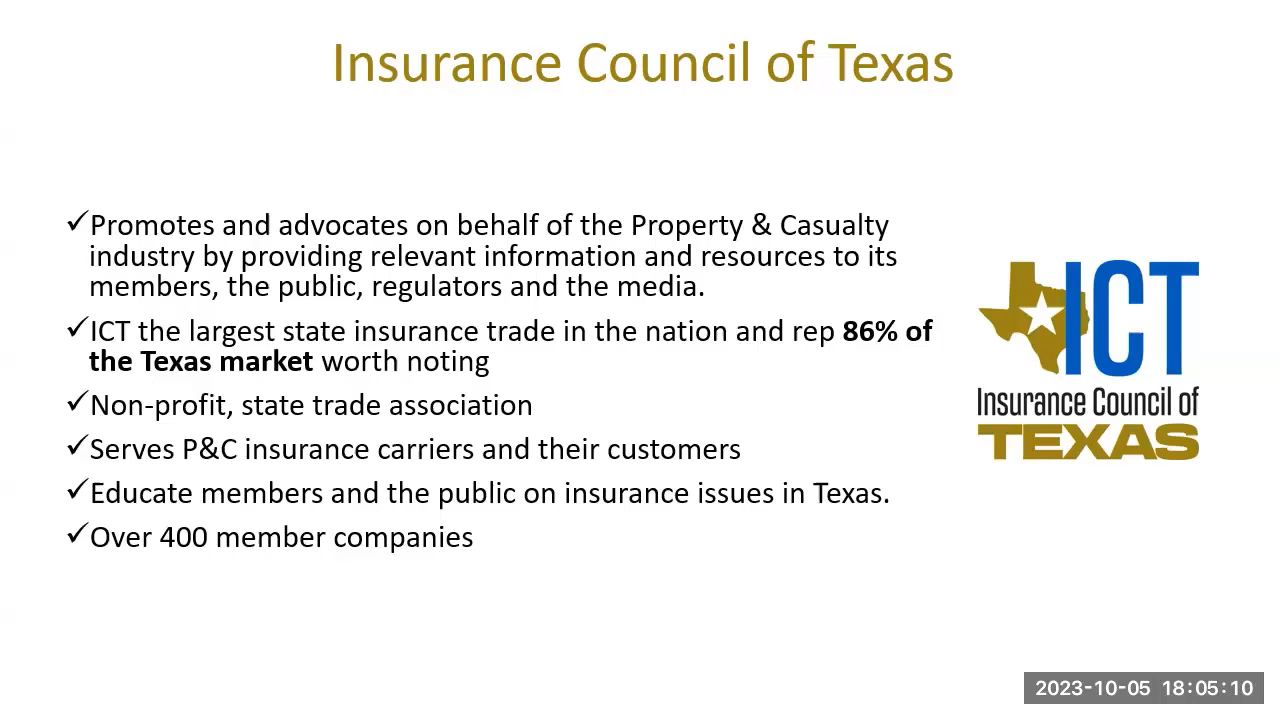 Insurance Council of Texas
✓Promotes and advocates on behalf of the Property & Casualty
industry by providing relevant information and resources to its
members, the public, regulators and the media.
✓ICT the largest state insurance trade in the nation and rep 86% of
the Texas market worth noting
✓Non-profit, state trade association
✓Serves P&C insurance carriers and their customers
✓Educate members and the public on insurance issues in Texas.
✓Over 400 member companies
ICT
Insurance Council of
TEXAS
2023-10-05 18:05:10